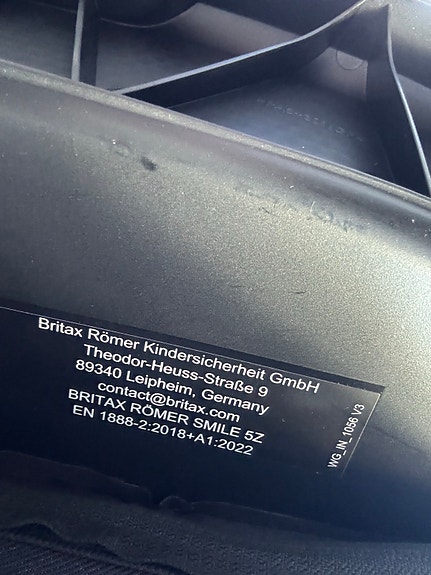 Britax Römer Kindersicherheit GmbH
Theodor-Heuss-Straße 9
89340 Leipheim, Germany
contact@britax.com
BRITAX RÖMER SMILE 5Z
EN 1888-2:2018+A1:2022
WG_IN_1056 V3